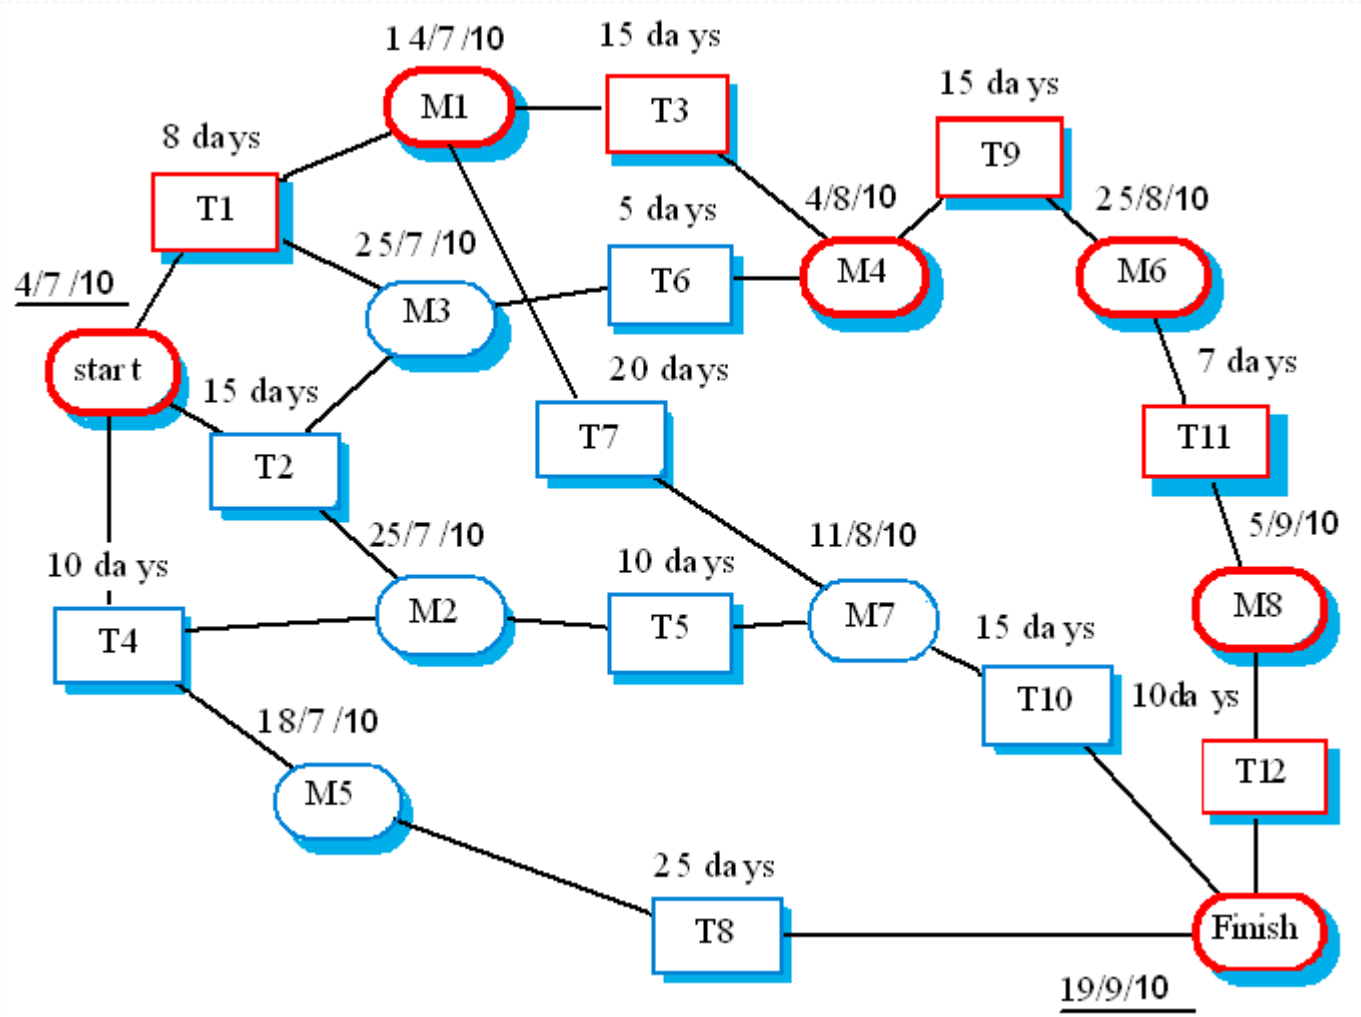 14/7/10
15 days
M1
T3
15 days
T9
8 days
T1
5 days
4/8/10
25/8/10
25/7/10
M3
T6
M4
M6
4/7/10
start
15 days
20 days
7 days
T2
T7
T11
25/7/10
11/8/10
5/9/10
10 days
10 days
M2
T5
M7
M8
T4
15 days
T10
10days
18/7/10
M5
T12
25 days
T8
Finish
19/9/10